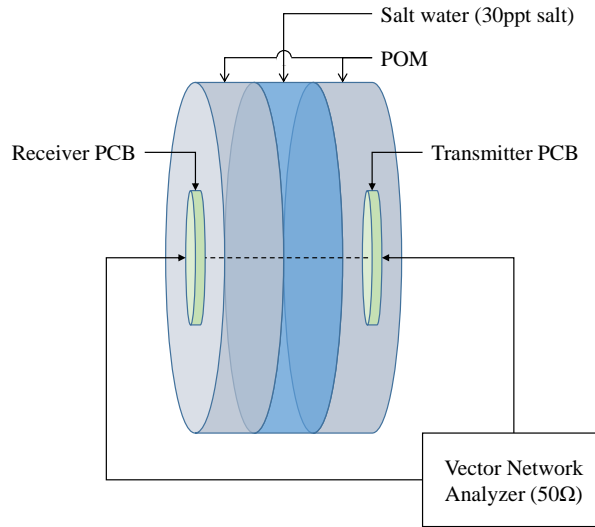 Salt water (30ppt salt)
POM
Receiver PCB
Transmitter PCB
Vector Network
Analyzer (50Ω)